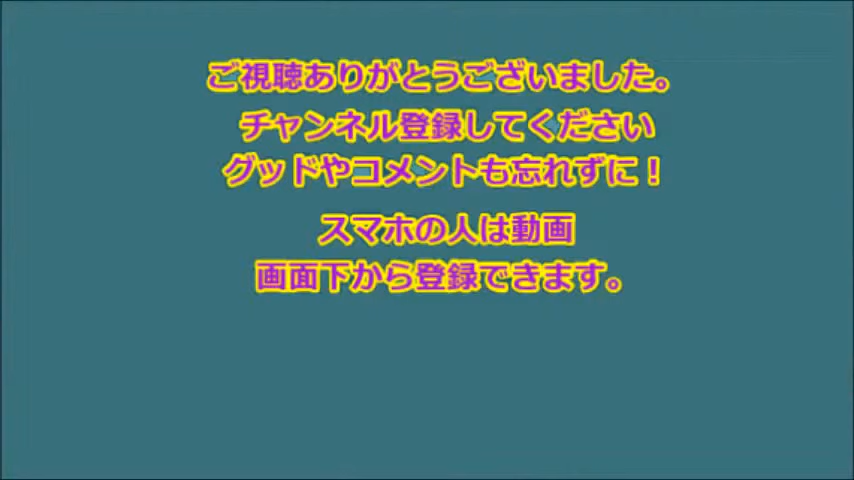 ご視聴ありがとうございました。
チャンネル登録してください
グッドやコメントも忘れずに！
スマホの人は動画
画面下から登録できます。